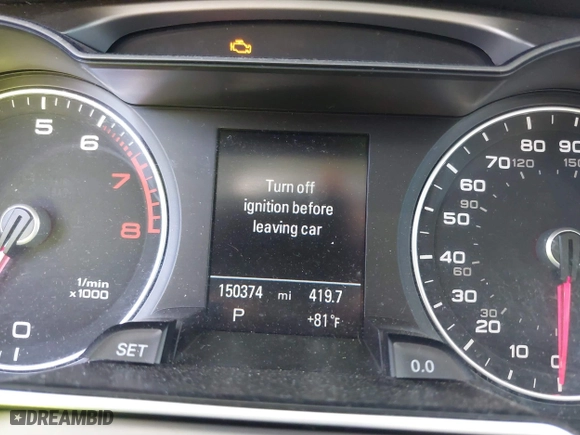 5 6 7 8
1/min
x1000
0
SET
Turn off
ignition before
leaving car
150374 mi 419.7
P +81°F
80 90
70 120 150
60
90
50
40
60
30
30
20
10
0
0.0
DREAMBID